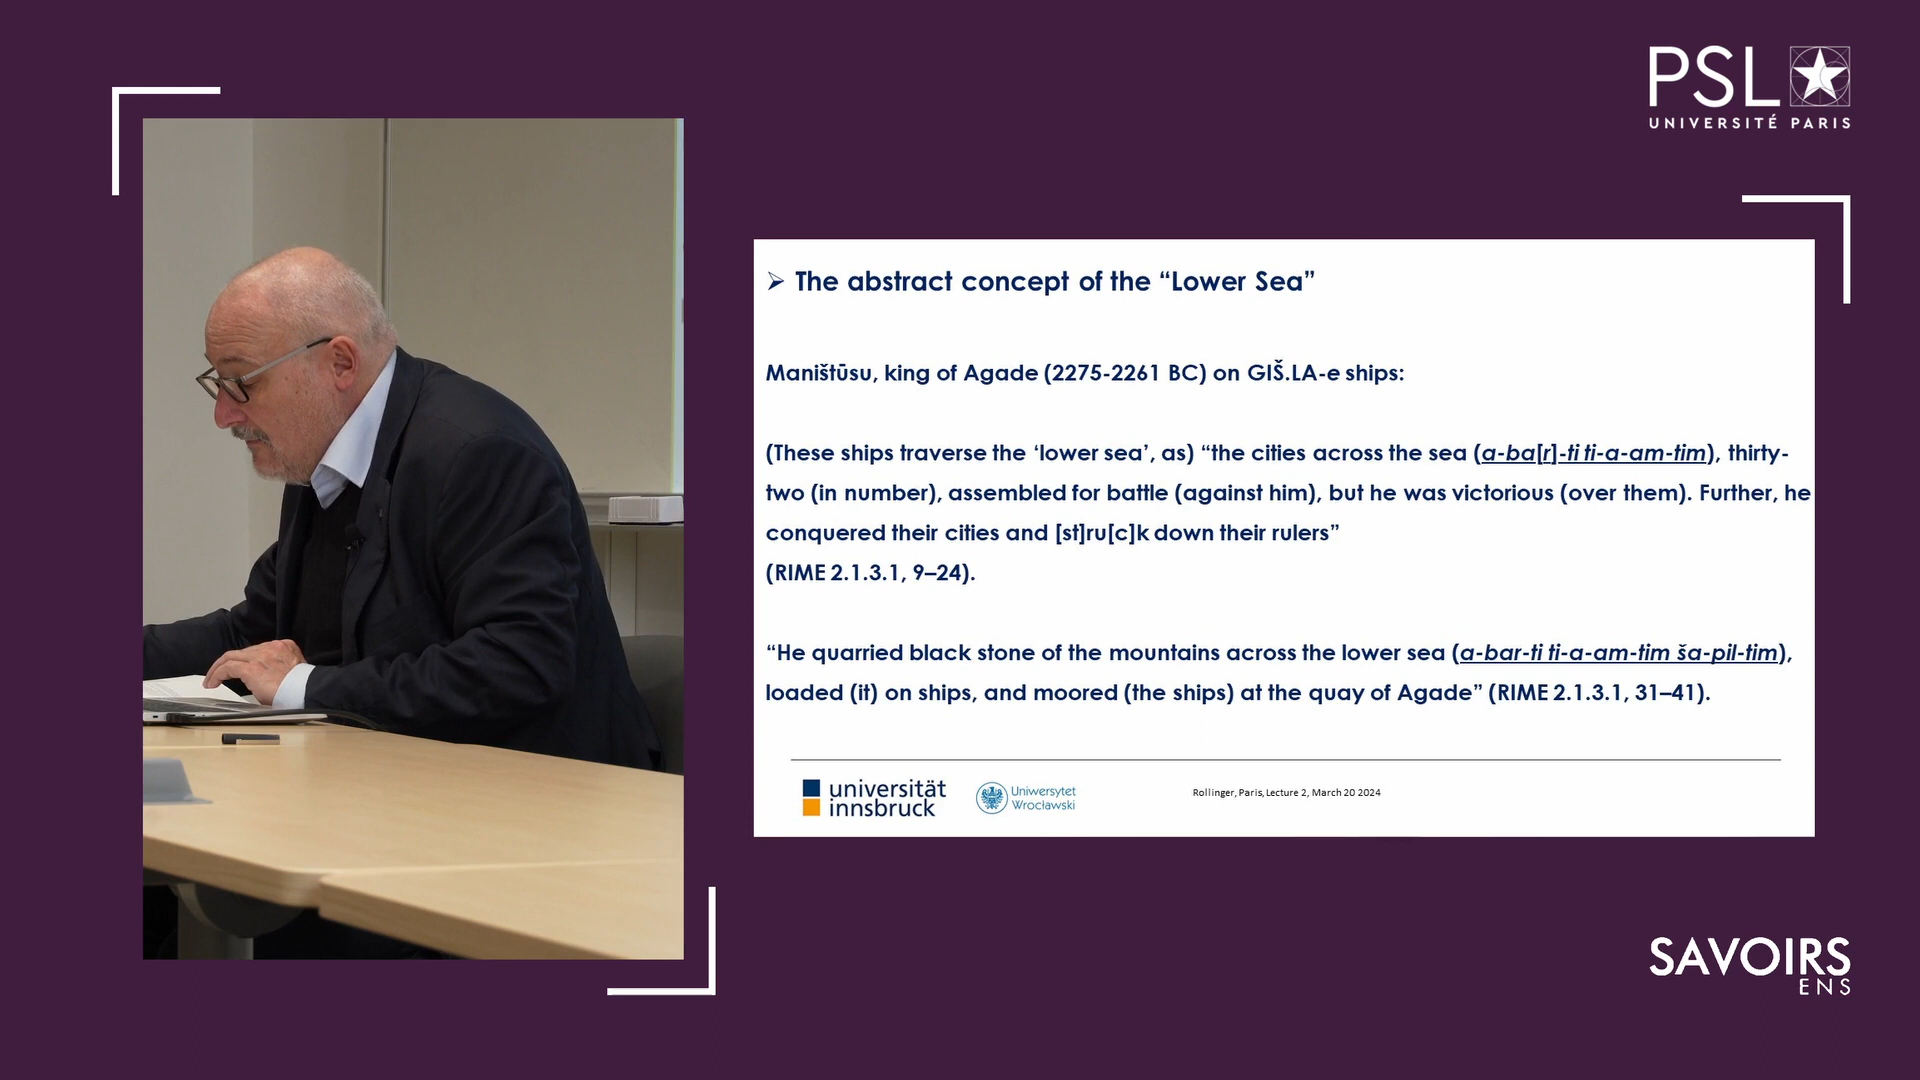 PSL
UNIVERSITÉ PARIS
➢ The abstract concept of the “Lower Sea”
Maništūsu, king of Agade (2275-2261 BC) on GIŠ.LA-e ships:
(These ships traverse the ‘lower sea’, as) “the cities across the sea (a-ba[r]-ti ti-a-am-tim), thirty-
two (in number), assembled for battle (against him), but he was victorious (over them). Further, he
conquered their cities and [st]ru[c]k down their rulers”
(RIME 2.1.3.1, 9–24).
“He quarried black stone of the mountains across the lower sea (a-bar-ti ti-a-am-tim ša-pil-tim),
loaded (it) on ships, and moored (the ships) at the quay of Agade” (RIME 2.1.3.1, 31–41).
universität
innsbruck
Uniwersytet
Wrocławski
Rollinger, Paris, Lecture 2, March 20 2024
SAVOIRS
ENS